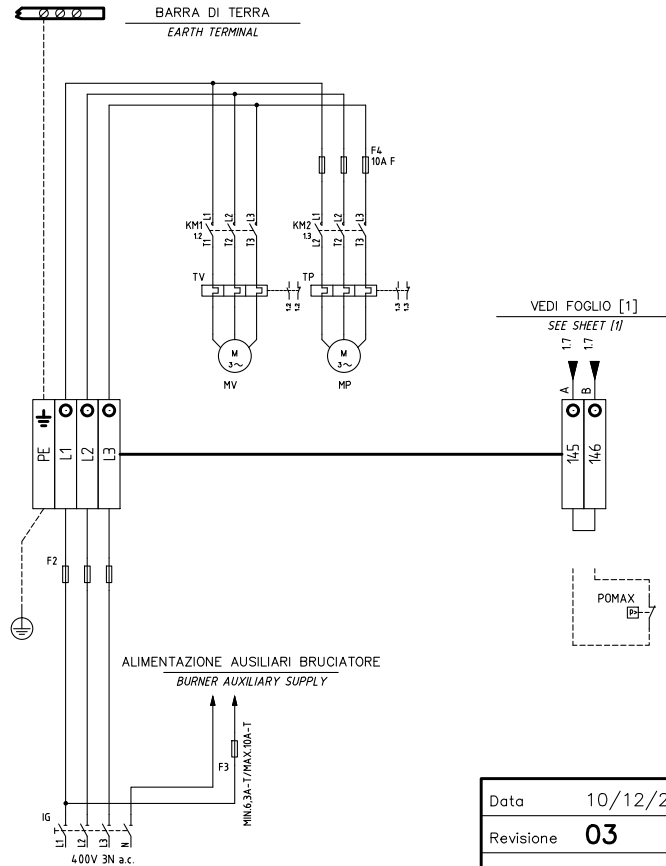 BARRA DI TERRA
EARTH TERMINAL
F4
10A F
L1 L2 L3
KM1
1.2
T1 T2 T3
L1 L2 L3
KM2
1.3
L2 T2 T3
TV
1.2 1.2
TP
1.3 1.3
M
3~
MV
M
3~
MP
VEDI FOGLIO [1]
SEE SHEET [1]
1.7 1.7
A B
PE L1 L2 L3
145 146
F2
POMAX
P>
ALIMENTAZIONE AUSILIARI BRUCIATORE
BURNER AUXILIARY SUPPLY
F3
MIN.6,3A-T/MAX.10A-T
IG
L1 L2 L3 N
400V 3N a.c.
Data 10/12/2
Revisione 03